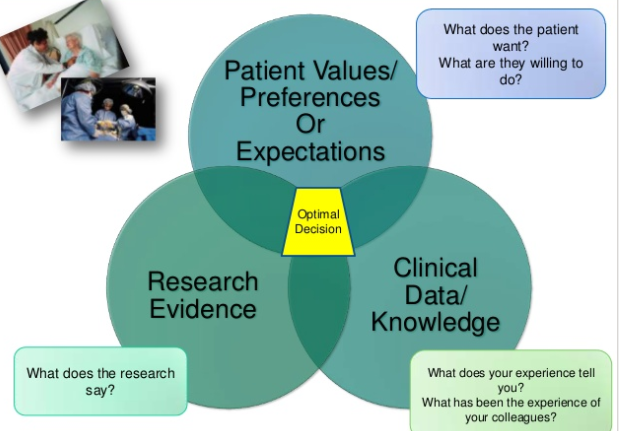 What does the patient
want?
What are they willing to
do?
Patient Values/
Preferences
Or
Expectations
Optimal
Decision
Research
Evidence
Clinical
Data/
Knowledge
What does the research
say?
What does your experience tell
you?
What has been the experience of
your colleagues?